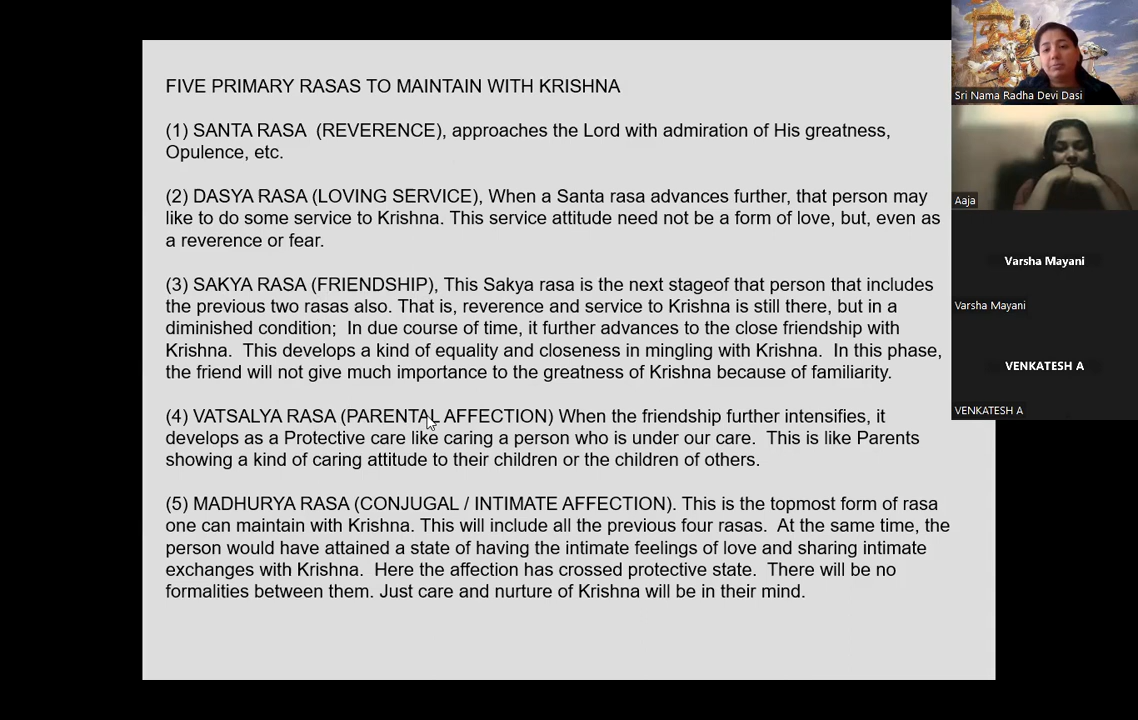 FIVE PRIMARY RASAS TO MAINTAIN WITH KRISHNA
(1) SANTA RASA  (REVERENCE), approaches the Lord with admiration of His greatness,
Opulence, etc.
(2) DASYA RASA (LOVING SERVICE), When a Santa rasa advances further, that person may
like to do some service to Krishna. This service attitude need not be a form of love, but, even as
a reverence or fear.
(3) SAKYA RASA (FRIENDSHIP), This Sakya rasa is the next stageof that person that includes
the previous two rasas also. That is, reverence and service to Krishna is still there, but in a
diminished condition;  In due course of time, it further advances to the close friendship with
Krishna.  This develops a kind of equality and closeness in mingling with Krishna.  In this phase,
the friend will not give much importance to the greatness of Krishna because of familiarity.
(4) VATSALYA RASA (PARENTAL AFFECTION) When the friendship further intensifies, it
develops as a Protective care like caring a person who is under our care.  This is like Parents
showing a kind of caring attitude to their children or the children of others.
(5) MADHURYA RASA (CONJUGAL / INTIMATE AFFECTION). This is the topmost form of rasa
one can maintain with Krishna. This will include all the previous four rasas.  At the same time, the
person would have attained a state of having the intimate feelings of love and sharing intimate
exchanges with Krishna.  Here the affection has crossed protective state.  There will be no
formalities between them. Just care and nurture of Krishna will be in their mind.
Sri Nama Radha Devi Dasi
Aaja
Varsha Mayani
Varsha Mayani
VENKATESH A
VENKATESH A